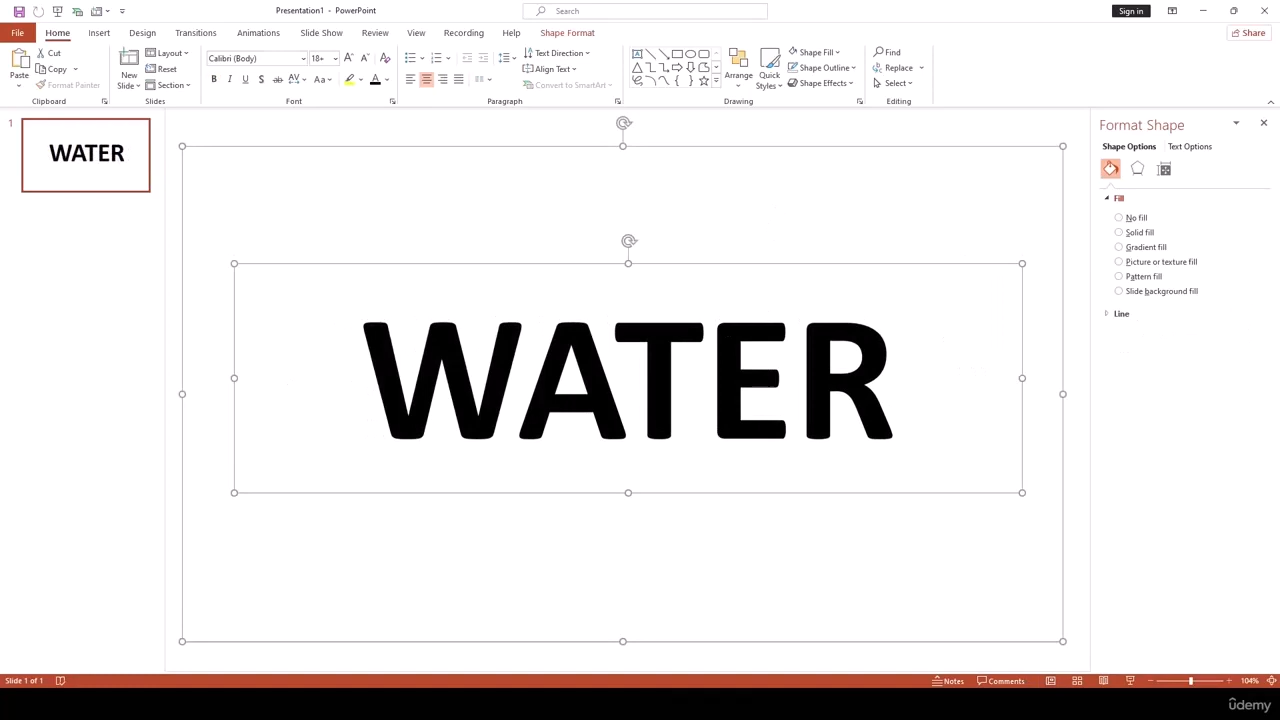 Presentation1 - PowerPoint
Search
Sign in
File Home Insert Design Transitions Animations Slide Show Review View Recording Help Shape Format
Share
Paste
Cut
Copy
Format Painter
Clipboard
New
Slide
Layout
Reset
Section
Slides
Calibri (Body) 18+
B I U S ab AV Aa A
Font
Text Direction
Align Text
Convert to SmartArt
Paragraph
Arrange
Quick
Styles
Shape Fill
Shape Outline
Shape Effects
Drawing
Find
Replace
Select
Editing
1
WATER
WATER
Format Shape
Shape Options Text Options
Fill
No fill
Solid fill
Gradient fill
Picture or texture fill
Pattern fill
Slide background fill
Line
Slide 1 of 1
Notes
Comments
104%
ûdemy